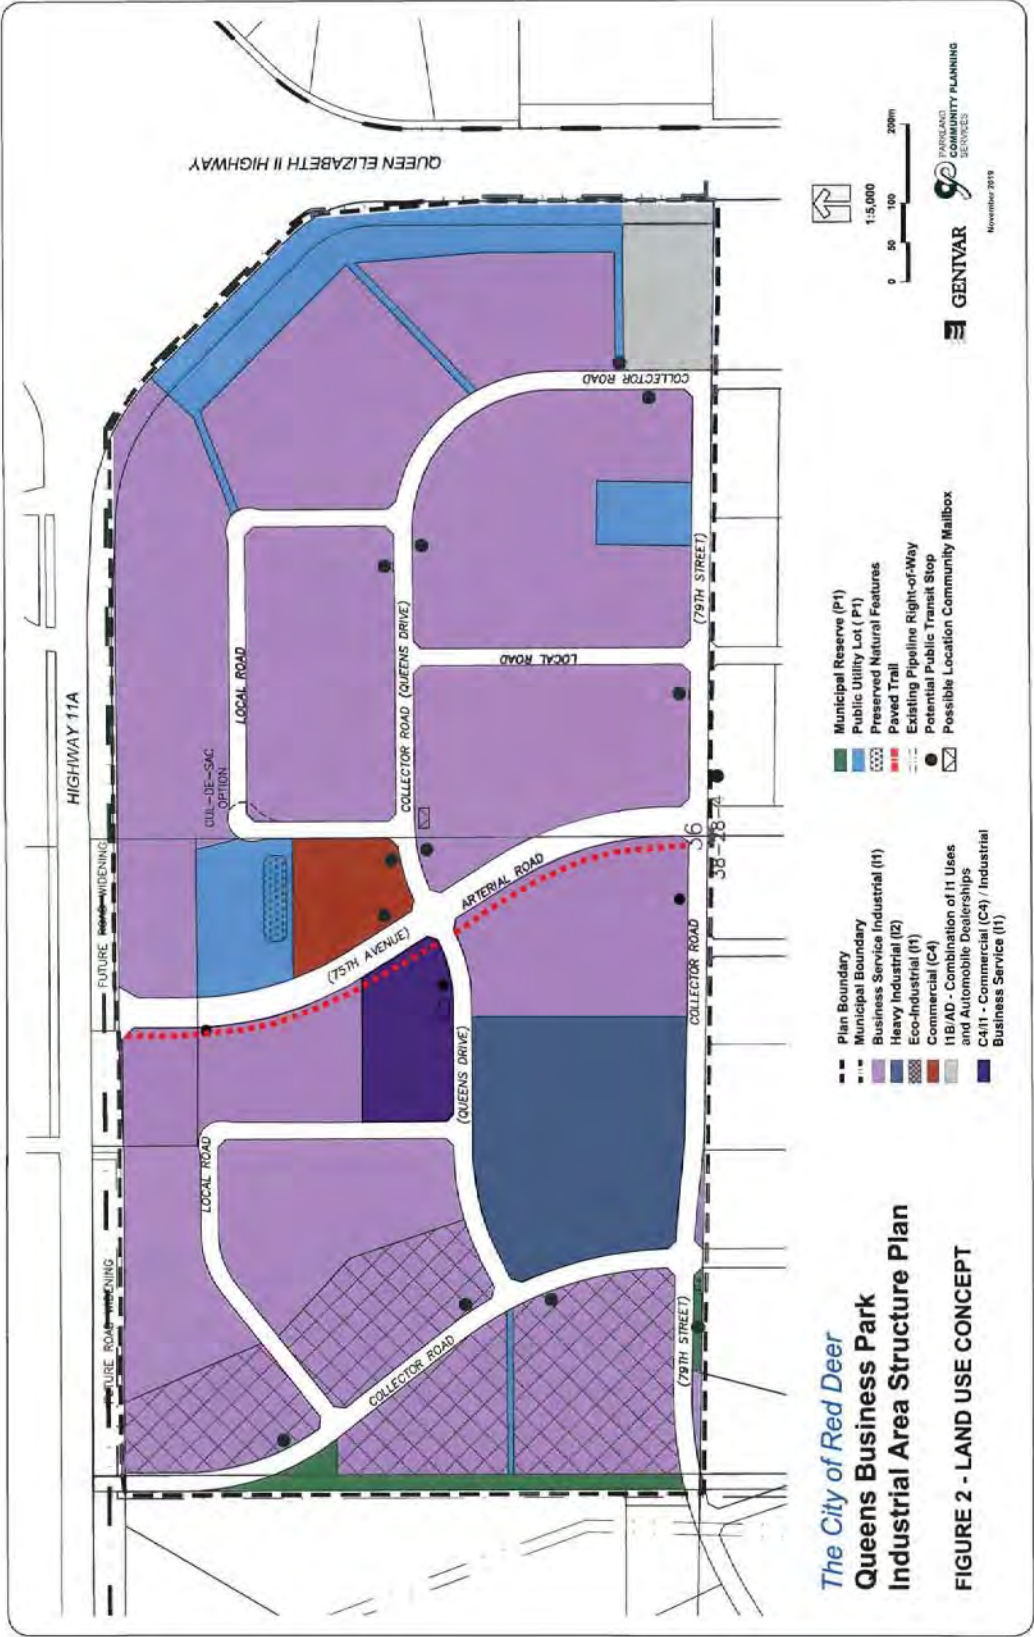 HIGHWAY 11A
QUEEN ELIZABETH II HIGHWAY
FUTURE ROAD WIDENING
FUTURE ROAD WIDENING
CUL-DE-SAC
OPTION
LOCAL ROAD
LOCAL ROAD
COLLECTOR ROAD (QUEENS DRIVE)
COLLECTOR ROAD
LOCAL ROAD
(75TH AVENUE)
ARTERIAL ROAD
(QUEENS DRIVE)
COLLECTOR ROAD
(79TH STREET)
COLLECTOR ROAD
(79TH STREET)
36
38-28-4
The City of Red Deer
Queens Business Park
Industrial Area Structure Plan
FIGURE 2 - LAND USE CONCEPT
Plan Boundary
Municipal Boundary
Business Service Industrial (I1)
Heavy Industrial (I2)
Eco-Industrial (I1)
Commercial (C4)
I1B/AD - Combination of I1 Uses
and Automobile Dealerships
C4/I1 - Commercial (C4) / Industrial
Business Service (I1)
Municipal Reserve (P1)
Public Utility Lot ( P1)
Preserved Natural Features
Paved Trail
Existing Pipeline Right-of-Way
Potential Public Transit Stop
Possible Location Community Mailbox
1:5,000
0 50 100 200m
GENIVAR
PARKLAND
COMMUNITY PLANNING
SERVICES
November 2019